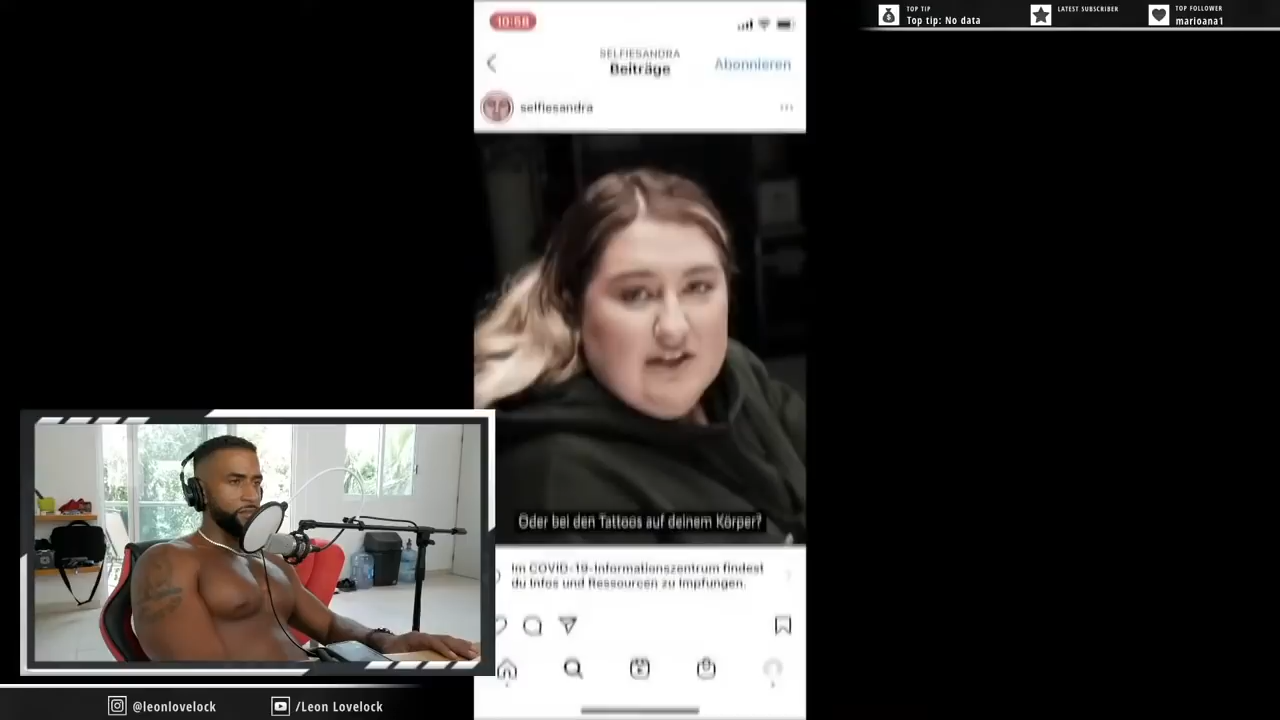 TOP TIP
Top tip: No data
LATEST SUBSCRIBER
TOP FOLLOWER
marioana1
10:58
SELFIESANDRA
Beiträge
Abonnieren
selfiesandra
Oder bei den Tattoos auf deinem Körper?
Im COVID-19-Informationszentrum findest
du Infos und Ressourcen zu Impfungen.
@leonlovelock
/Leon Lovelock